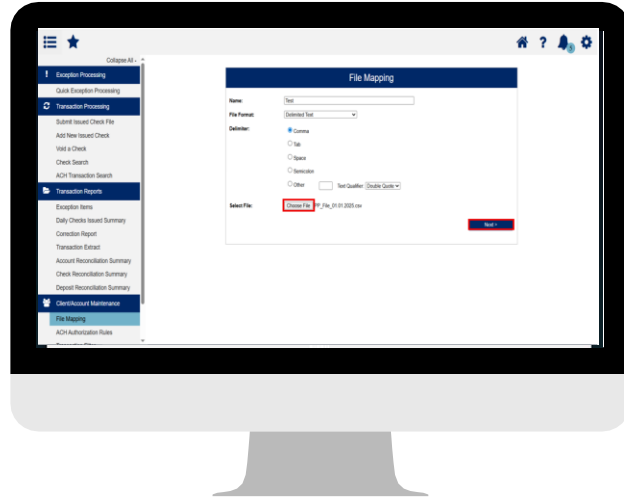 ?
Collapse All -
! Exception Processing
Quick Exception Processing
Transaction Processing
Submit Issued Check File
Add New Issued Check
Void a Check
Check Search
ACH Transaction Search
Transaction Reports
Exception Items
Daily Checks Issued Summary
Correction Report
Transaction Extract
Account Reconciliation Summary
Check Reconciliation Summary
Deposit Reconciliation Summary
Client/Account Maintenance
File Mapping
ACH Authorization Rules
File Mapping
Name: Test
File Format: Delimited Text
Delimiter: Comma
Tab
Space
Semicolon
Other Text Qualifier: Double Quote
Select File: Choose File PP_File_01.01.2025.csv
Next >